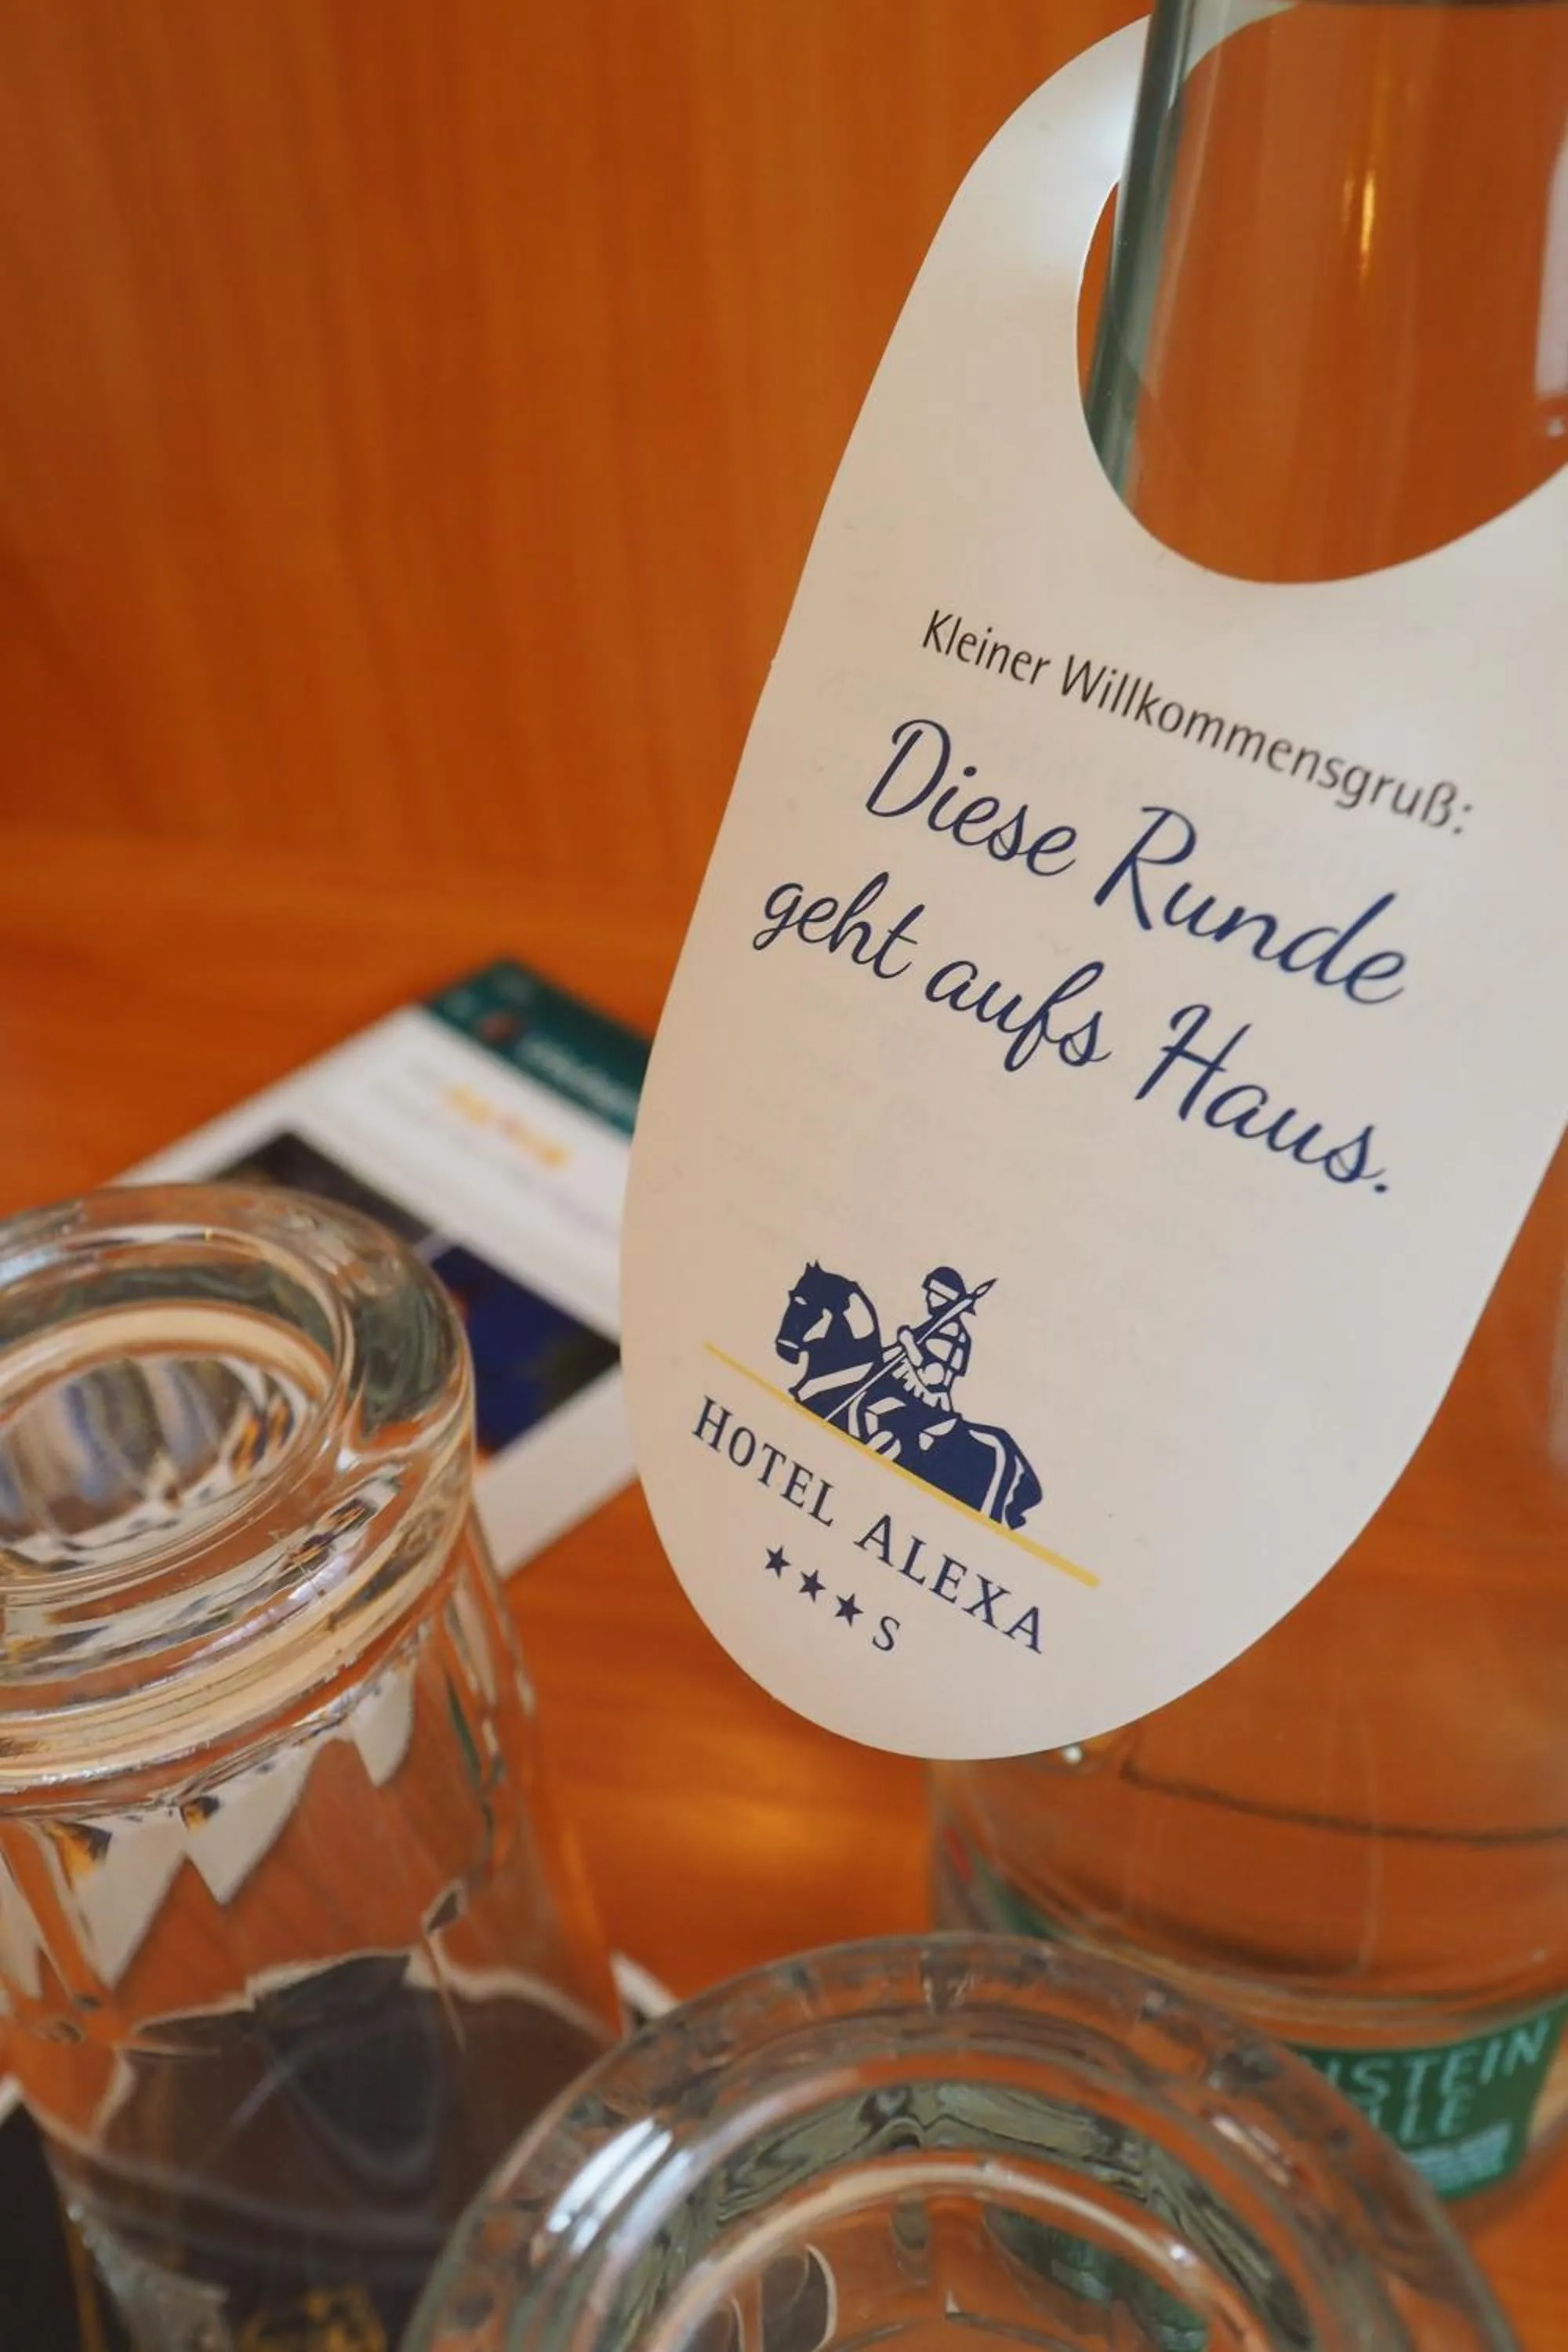 Kleiner Willkommensgruß:
Diese Runde
geht aufs Haus.
HOTEL ALEXA
★★★S